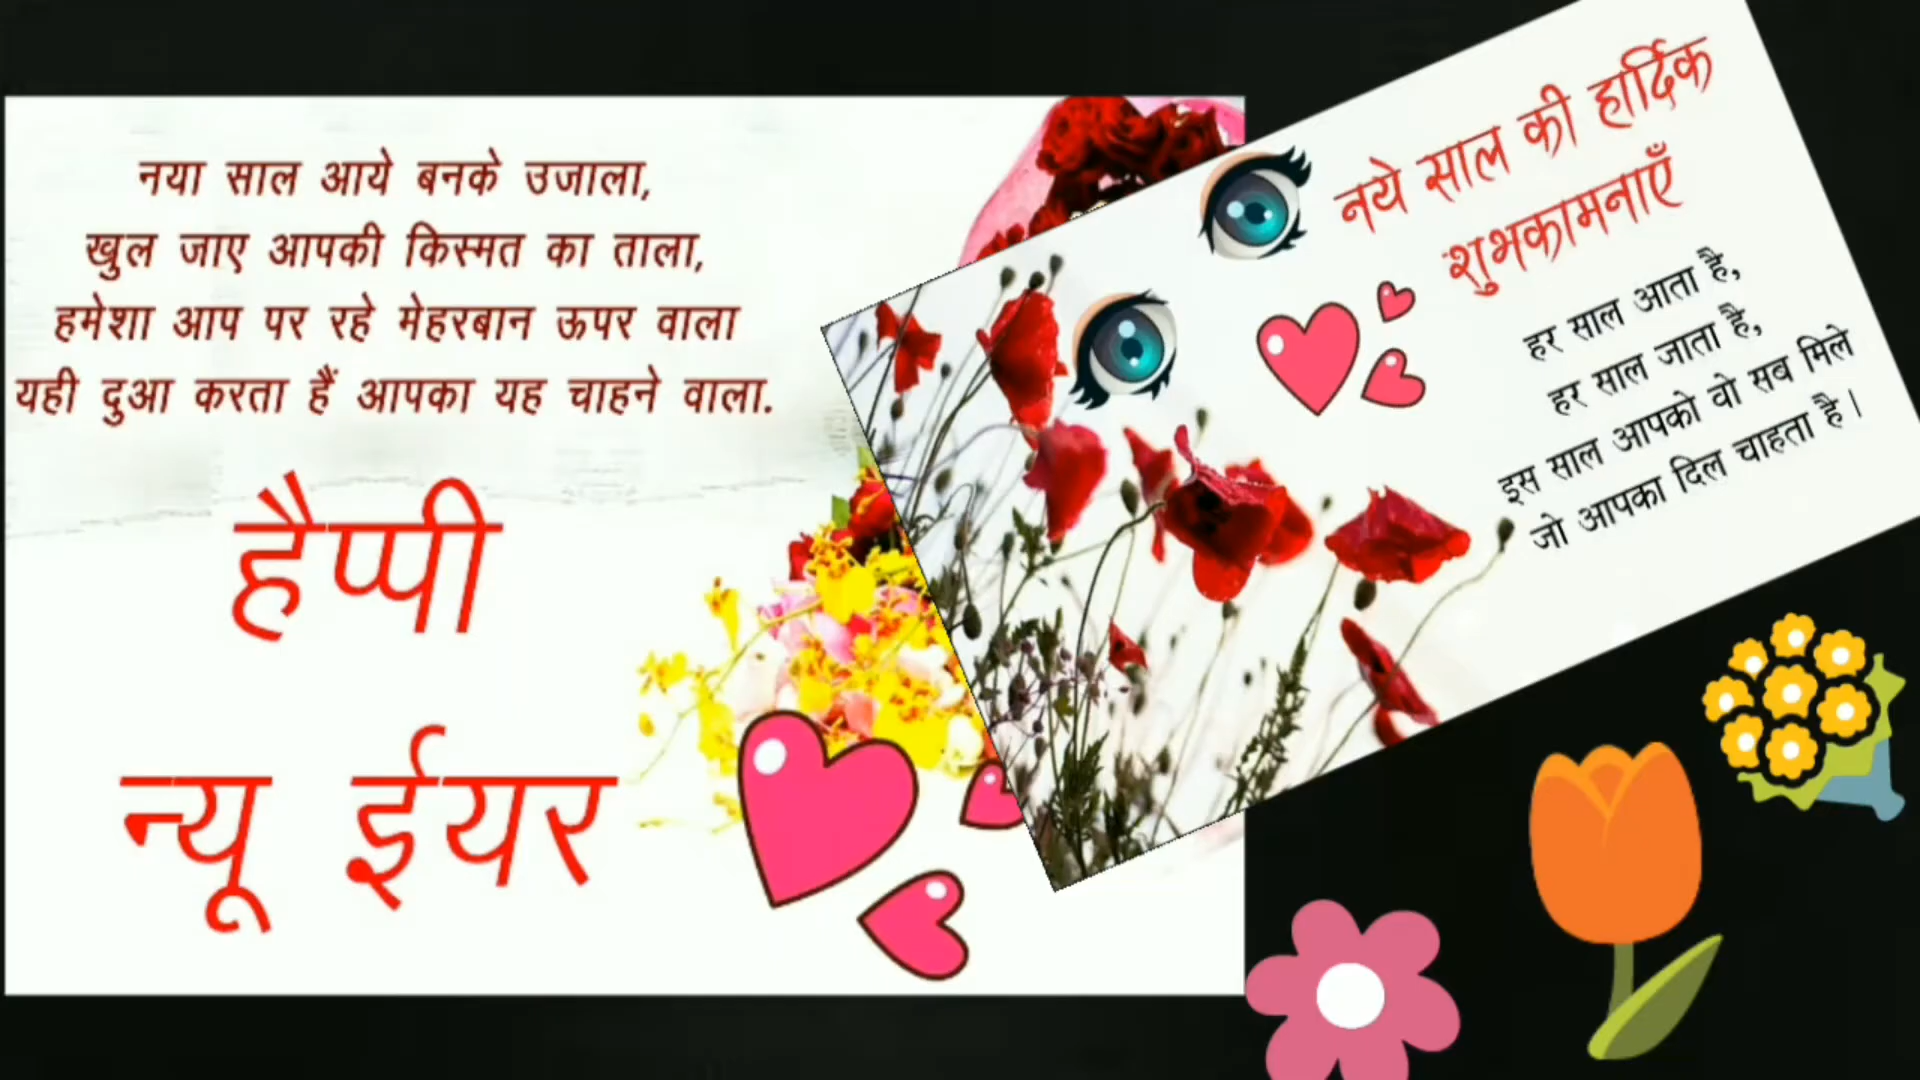 नया साल आये बनके उजाला,
खुल जाए आपकी किस्मत का ताला,
हमेशा आप पर रहे मेहरबान ऊपर वाला
यही दुआ करता हैं आपका यह चाहने वाला.
हैप्पी
न्यू ईयर
नये साल की हार्दिक
शुभकामनाएँ
हर साल आता है,
हर साल जाता है,
इस साल आपको वो सब मिले
जो आपका दिल चाहता है।